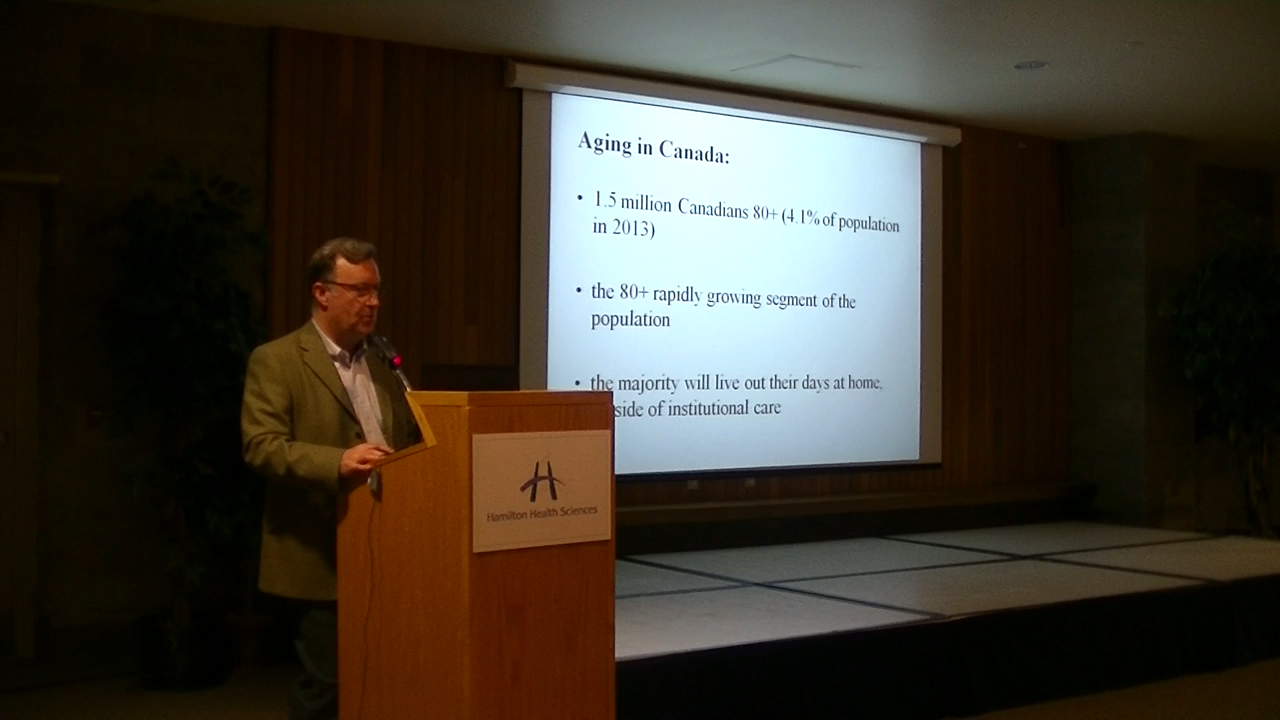 Aging in Canada:
• 1.5 million Canadians 80+ (4.1% of population
in 2013)
• the 80+ rapidly growing segment of the
population
• the majority will live out their days at home,
side of institutional care
Hamilton Health Sciences